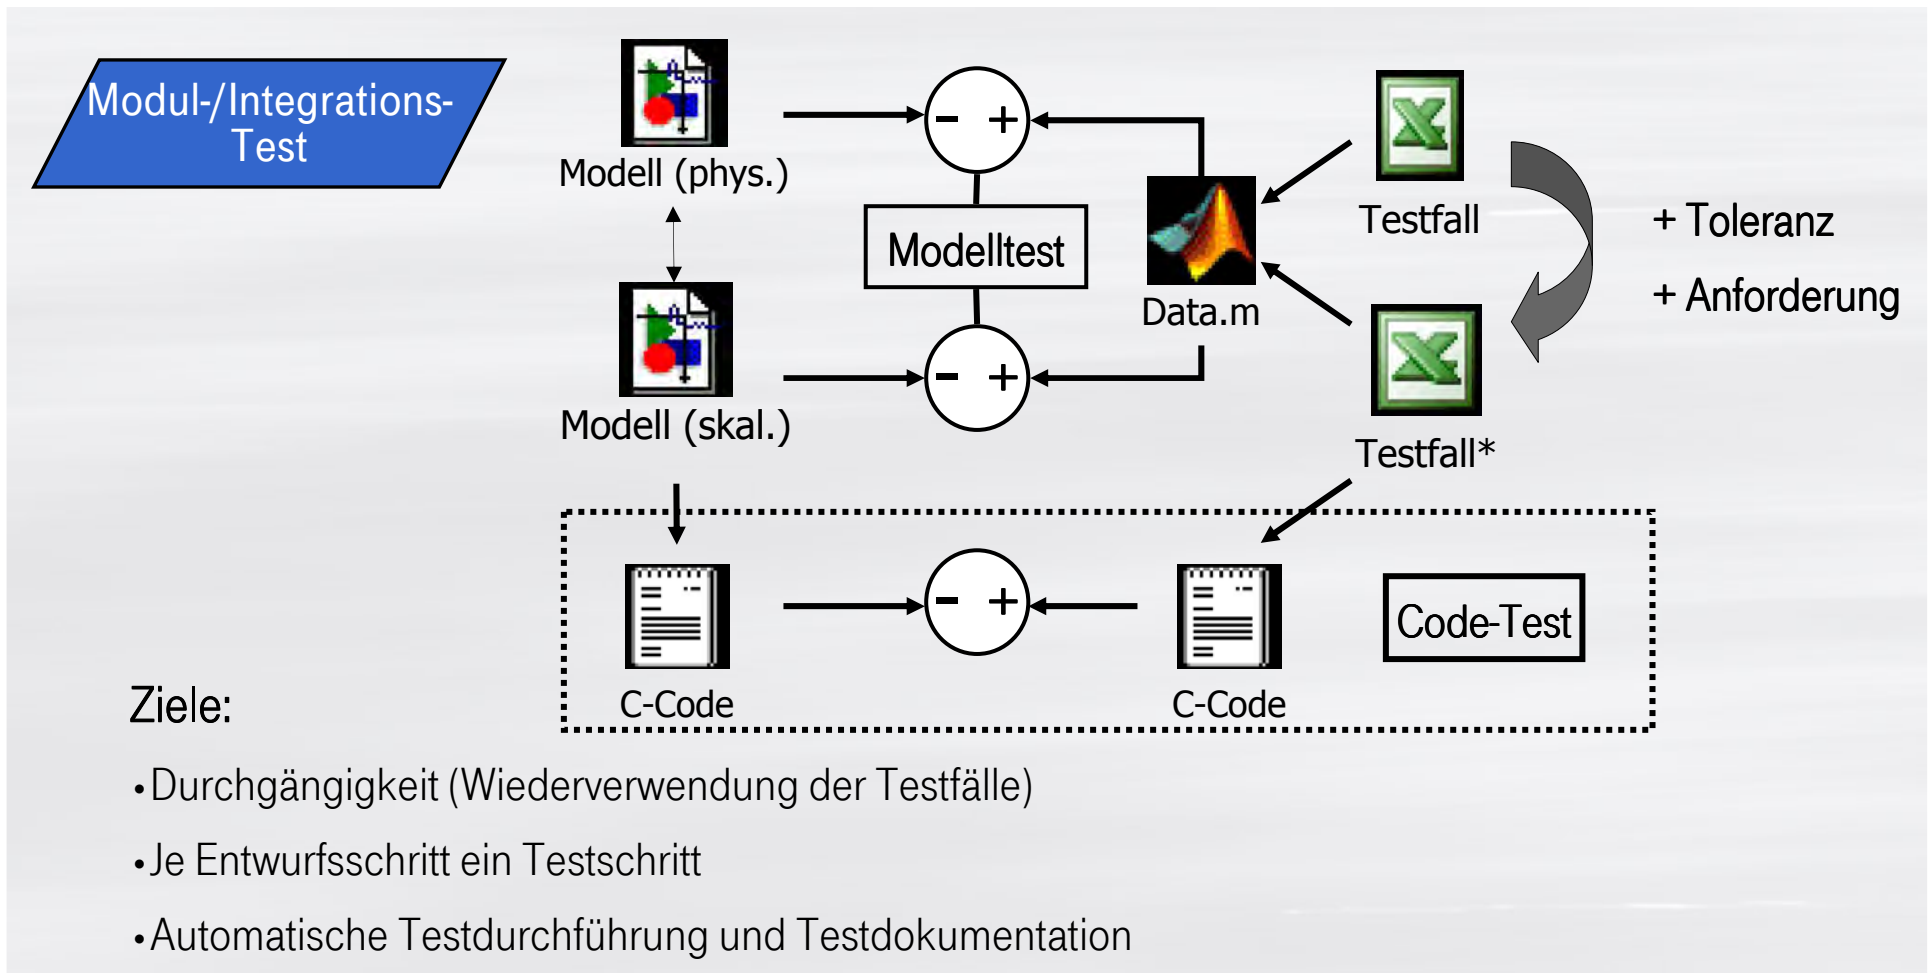 Modul-/Integrations-
Test
Modell (phys.)
- +
Modelltest
Testfall
+ Toleranz
+ Anforderung
Data.m
Modell (skal.)
- +
Testfall*
C-Code
- +
C-Code
Code-Test
Ziele:
•Durchgängigkeit (Wiederverwendung der Testfälle)
•Je Entwurfsschritt ein Testschritt
•Automatische Testdurchführung und Testdokumentation